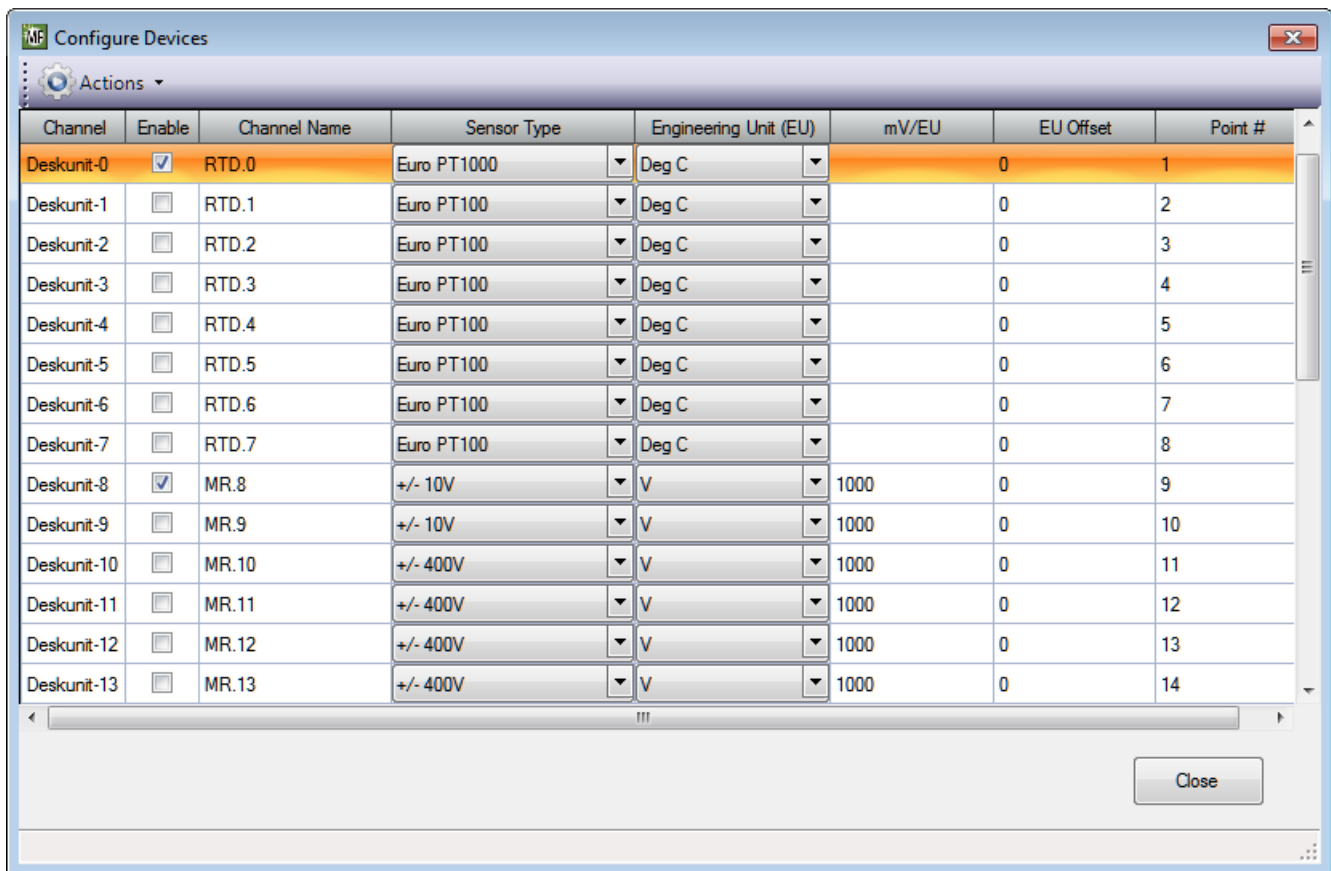 MF Configure Devices
Actions
Channel Enable Channel Name Sensor Type Engineering Unit (EU) mV/EU EU Offset Point #
Deskunit-0 RTD.0 Euro PT1000 Deg C 0 1
Deskunit-1 RTD.1 Euro PT100 Deg C 0 2
Deskunit-2 RTD.2 Euro PT100 Deg C 0 3
Deskunit-3 RTD.3 Euro PT100 Deg C 0 4
Deskunit-4 RTD.4 Euro PT100 Deg C 0 5
Deskunit-5 RTD.5 Euro PT100 Deg C 0 6
Deskunit-6 RTD.6 Euro PT100 Deg C 0 7
Deskunit-7 RTD.7 Euro PT100 Deg C 0 8
Deskunit-8 MR.8 +/- 10V V 1000 0 9
Deskunit-9 MR.9 +/- 10V V 1000 0 10
Deskunit-10 MR.10 +/- 400V V 1000 0 11
Deskunit-11 MR.11 +/- 400V V 1000 0 12
Deskunit-12 MR.12 +/- 400V V 1000 0 13
Deskunit-13 MR.13 +/- 400V V 1000 0 14
Close